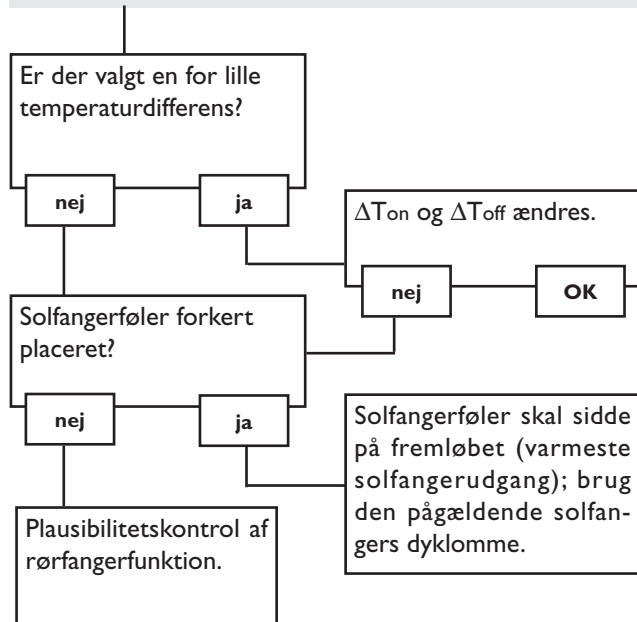 Er der valgt en for lille
temperaturdifferens?
nej
ja
ΔTon og ΔToff ændres.
nej
OK
Solfangerføler forkert
placeret?
nej
ja
Solfangerføler skal sidde
på fremløbet (varmeste
solfangerudgang); brug
den pågældende solfan-
gers dyklomme.
Plausibilitetskontrol af
rørfangerfunktion.